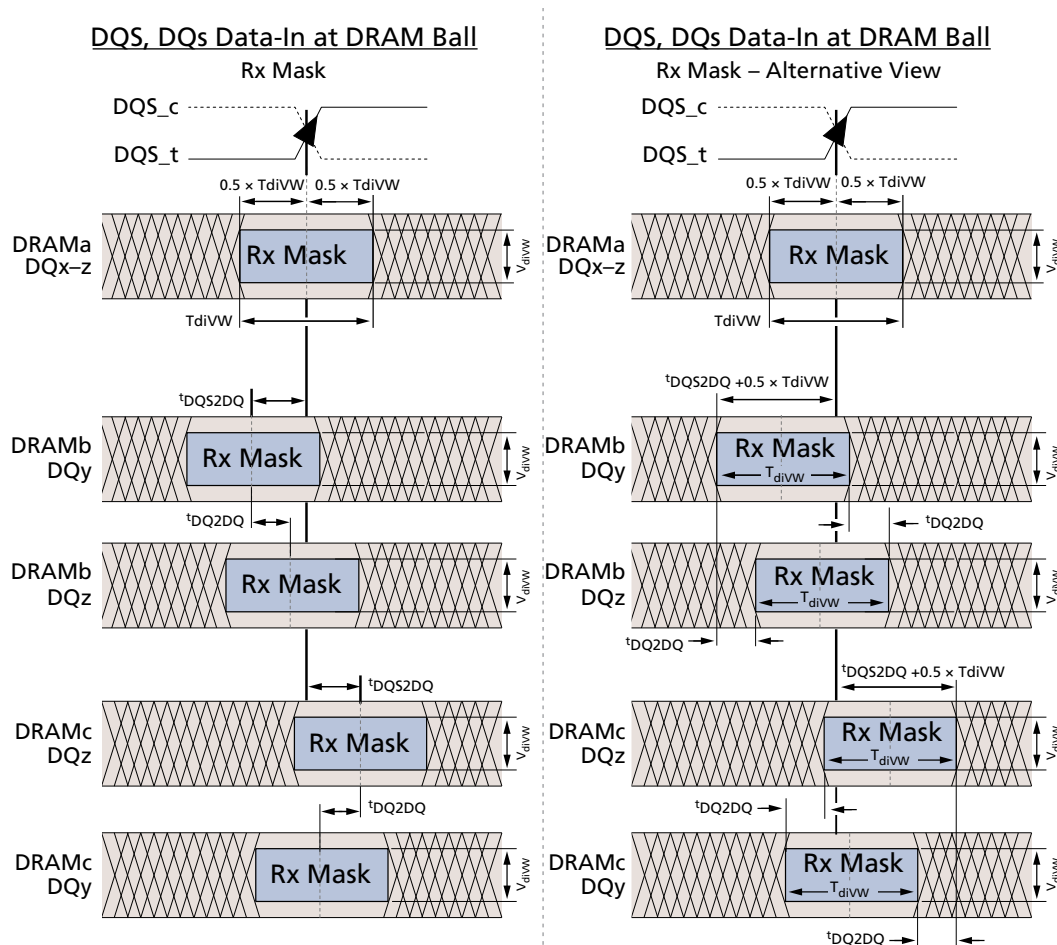 DQS, DQs Data-In at DRAM Ball
Rx Mask
DQS_c
DQS_t
0.5 × TdiVW 0.5 × TdiVW
DRAMa
DQx–z
Rx Mask
VdiVW
TdiVW
tDQS2DQ
DRAMb
DQy
Rx Mask
VdiVW
tDQ2DQ
DRAMb
DQz
Rx Mask
VdiVW
tDQS2DQ
DRAMc
DQz
Rx Mask
VdiVW
tDQ2DQ
DRAMc
DQy
Rx Mask
VdiVW
DQS, DQs Data-In at DRAM Ball
Rx Mask – Alternative View
DQS_c
DQS_t
0.5 × TdiVW 0.5 × TdiVW
DRAMa
DQx–z
Rx Mask
VdiVW
TdiVW
tDQS2DQ +0.5 × TdiVW
DRAMb
DQy
Rx Mask
TdiVW
VdiVW
tDQ2DQ
DRAMb
DQz
Rx Mask
TdiVW
VdiVW
tDQ2DQ
tDQS2DQ +0.5 × TdiVW
DRAMc
DQz
Rx Mask
TdiVW
VdiVW
tDQ2DQ
DRAMc
DQy
Rx Mask
TdiVW
VdiVW
tDQ2DQ